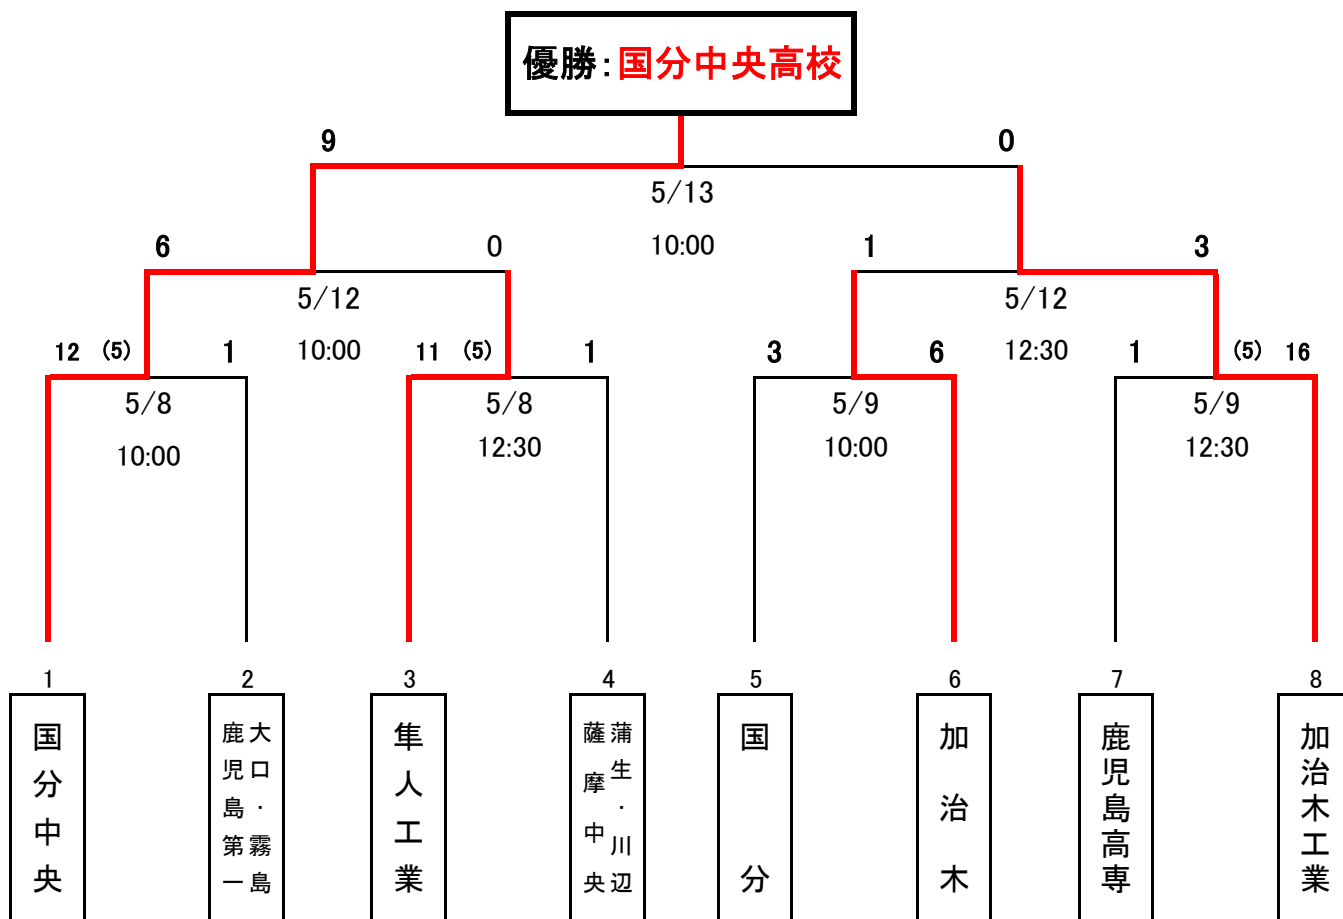 優勝：国分中央高校
9 0
5/13
10:00
6 0 1 3
5/12 5/12
10:00 12:30
12 (5) 1 11 (5) 1 3 6 1 (5) 16
5/8 5/8 5/9 5/9
10:00 12:30 10:00 12:30
1 2 3 4 5 6 7 8
国分中央
大口・霧島
鹿児島第一
隼人工業
蒲生・川辺
薩摩中央
国分
加治木
鹿児島高専
加治木工業